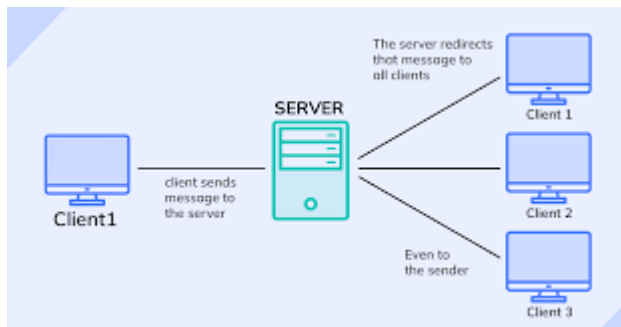 The server redirects
that message to
all clients
SERVER
Client 1
Client1
client sends
message to
the server
Client 2
Even to
the sender
Client 3